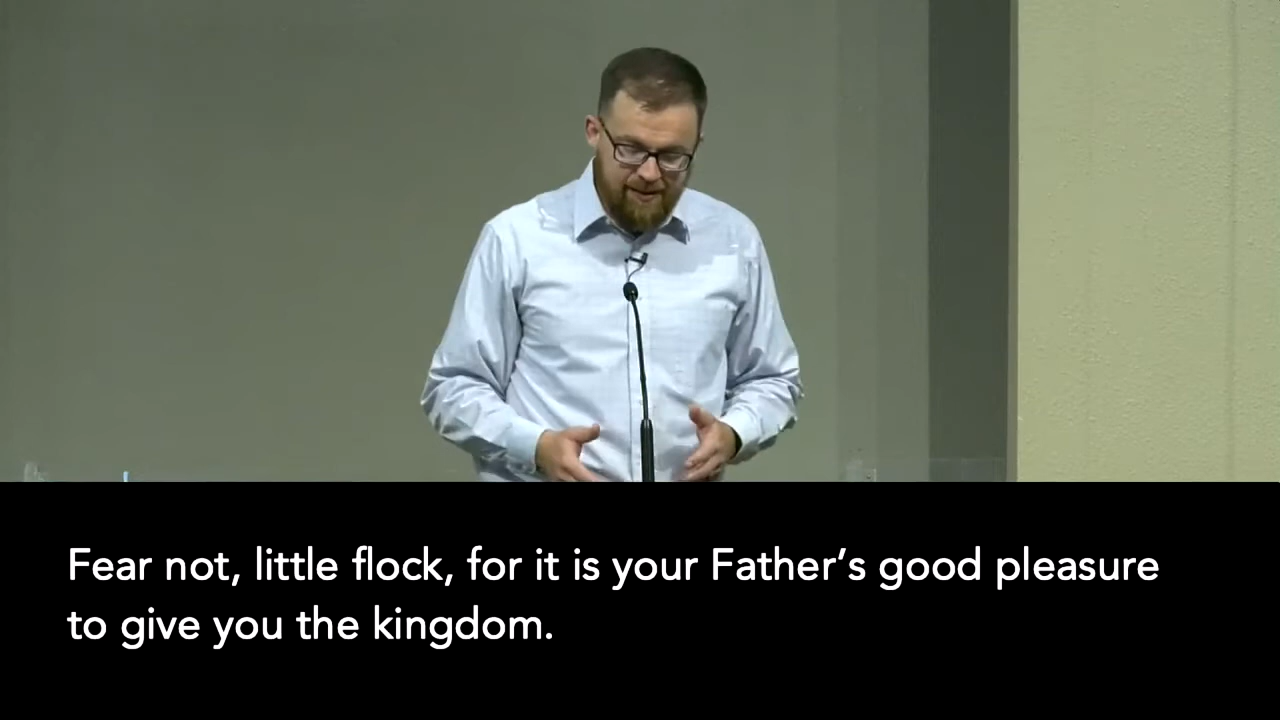 Fear not, little flock, for it is your Father’s good pleasure
to give you the kingdom.